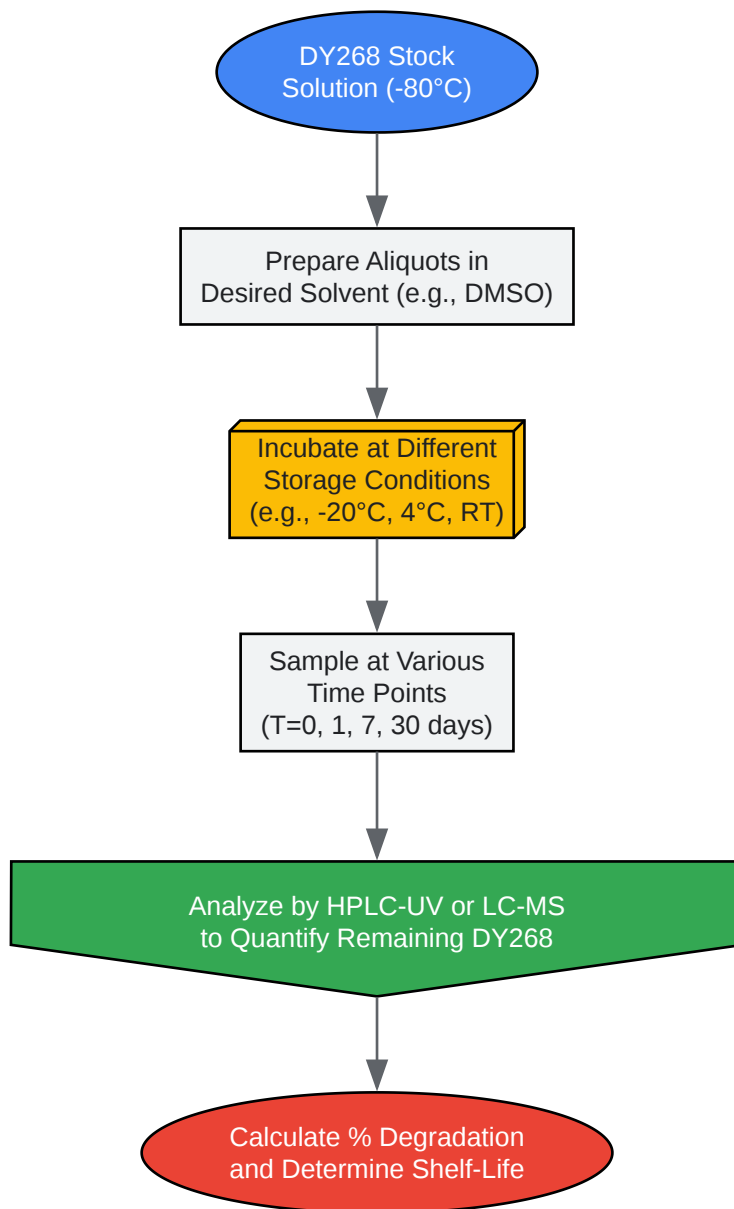 DY268 Stock
Solution (-80°C)
Prepare Aliquots in
Desired Solvent (e.g., DMSO)
Incubate at Different
Storage Conditions
(e.g., -20°C, 4°C, RT)
Sample at Various
Time Points
(T=0, 1, 7, 30 days)
Analyze by HPLC-UV or LC-MS
to Quantify Remaining DY268
Calculate % Degradation
and Determine Shelf-Life